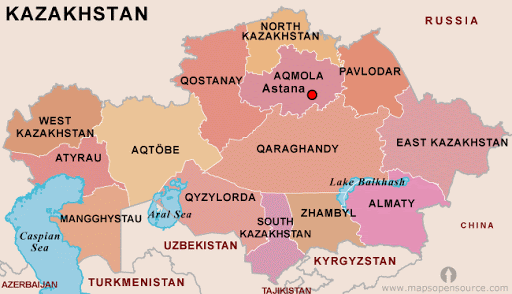 KAZAKHSTAN
RUSSIA
NORTH
KAZAKHSTAN
QOSTANAY
AQMOLA
Astana
PAVLODAR
WEST
KAZAKHSTAN
AQTÖBE
QARAGHANDY
EAST KAZAKHSTAN
ATYRAU
Lake Balkhash
MANGGHYSTAU
Aral Sea
QYZYLORDA
SOUTH
KAZAKHSTAN
ZHAMBYL
ALMATY
Caspian
Sea
UZBEKISTAN
CHINA
KYRGYZSTAN
AZERBAIJAN
TURKMENISTAN
TAJIKISTAN
© www.mapsopensource.com